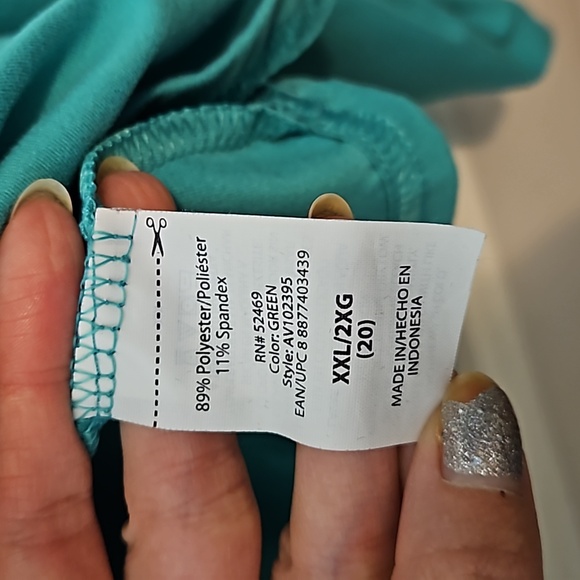 89% Polyester/Poliéster
11% Spandex
RN# 52469
Color: GREEN
Style: AV102395
EAN/UPC 8 8877403439
XXL/2XG
(20)
MADE IN/HECHO EN
INDONESIA